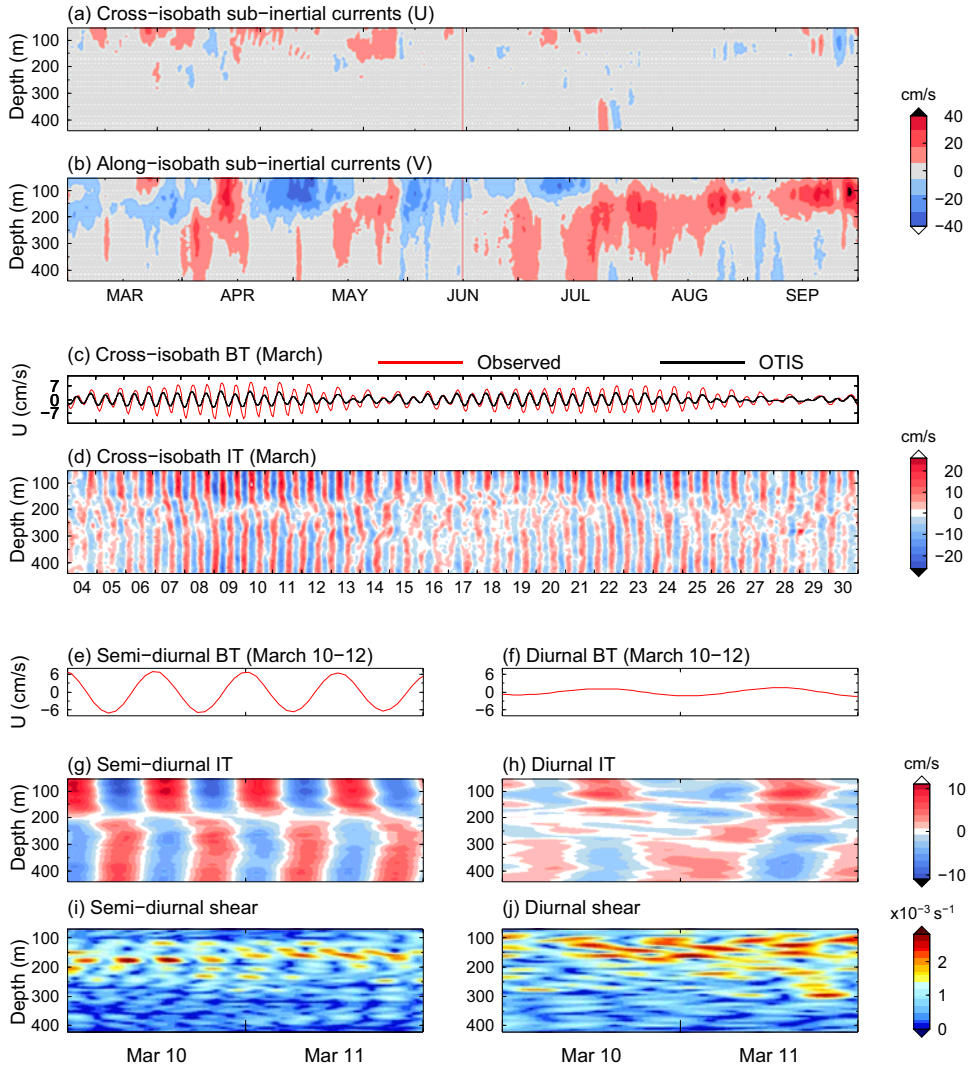 (a) Cross−isobath sub−inertial currents (U)
Depth (m)
100
200
300
400
(b) Along−isobath sub−inertial currents (V)
Depth (m)
100
200
300
400
MAR APR MAY JUN JUL AUG SEP
cm/s
40
20
0
−20
−40
(c) Cross−isobath BT (March)
Observed
OTIS
U (cm/s)
7
0
−7
(d) Cross−isobath IT (March)
Depth (m)
100
200
300
400
04 05 06 07 08 09 10 11 12 13 14 15 16 17 18 19 20 21 22 23 24 25 26 27 28 29 30
cm/s
20
10
0
−10
−20
(e) Semi−diurnal BT (March 10−12)
U (cm/s)
6
0
−6
(f) Diurnal BT (March 10−12)
(g) Semi−diurnal IT
Depth (m)
100
200
300
400
(h) Diurnal IT
cm/s
10
0
−10
(i) Semi−diurnal shear
Depth (m)
100
200
300
400
Mar 10 Mar 11
(j) Diurnal shear
Mar 10 Mar 11
x10⁻³ s⁻¹
2
1
0